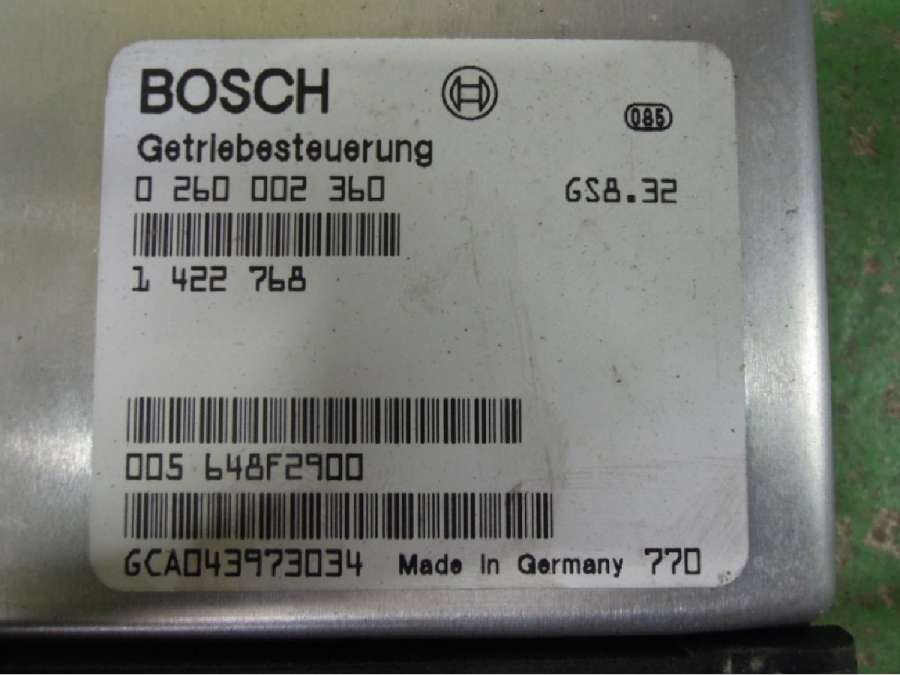 BOSCH
085
Getriebesteuerung
0 260 002 360 GS8.32
1 422 768
005 648F2900
GCA043973034 Made in Germany 770